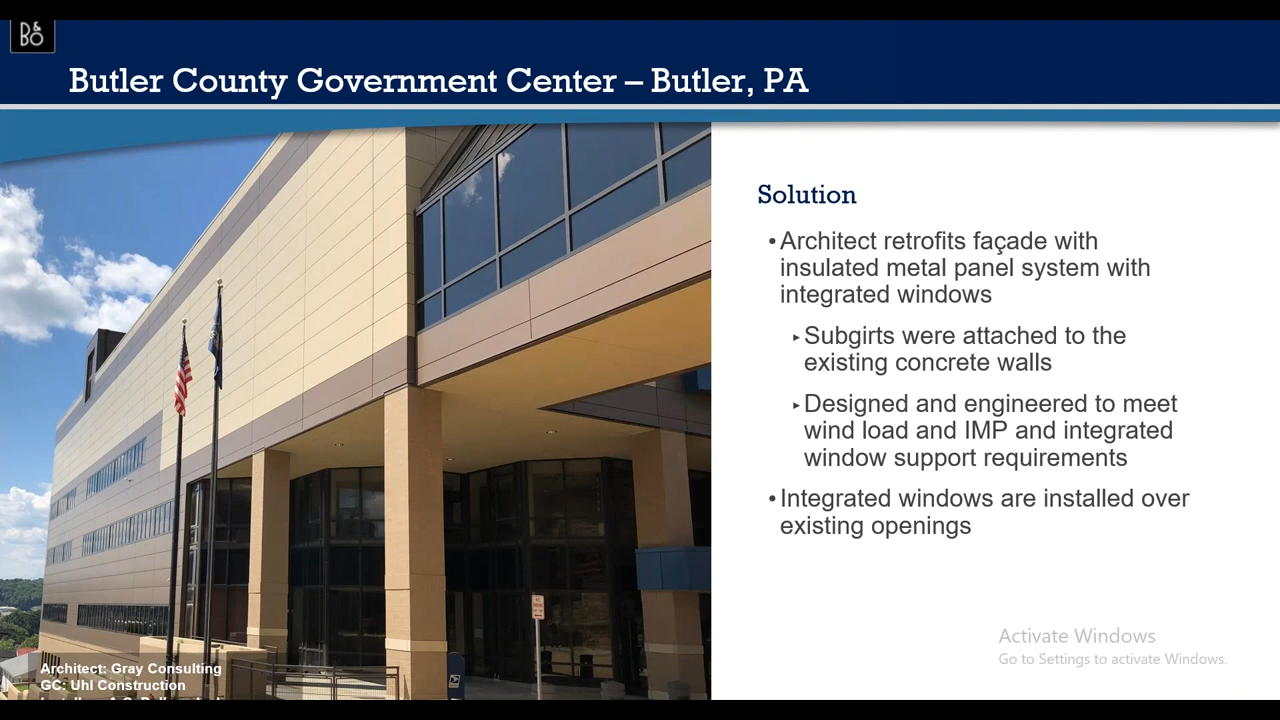 B&
BO
Butler County Government Center – Butler, PA
Solution
• Architect retrofits façade with
insulated metal panel system with
integrated windows
▸ Subgirts were attached to the
existing concrete walls
▸ Designed and engineered to meet
wind load and IMP and integrated
window support requirements
• Integrated windows are installed over
existing openings
Architect: Gray Consulting
GC: Uhl Construction
Activate Windows
Go to Settings to activate Windows.